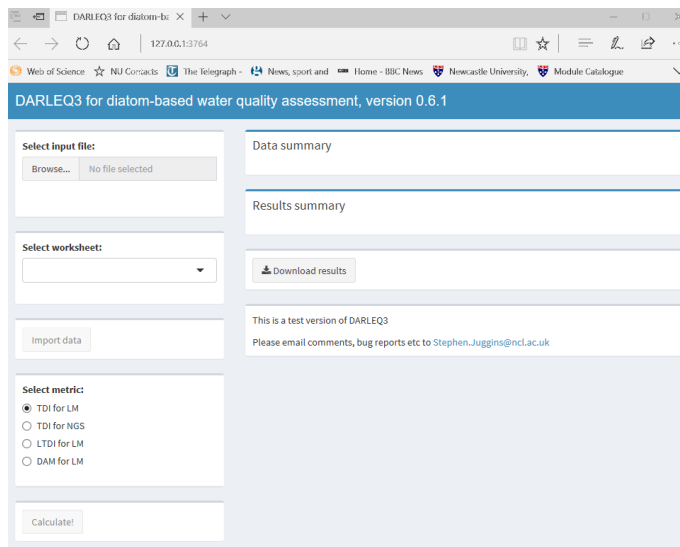 DARLEQ3 for diatom-ba
127.0.0.1:3764
Web of Science NU Contacts The Telegraph - News, sport and Home - BBC News Newcastle University, Module Catalogue
DARLEQ3 for diatom-based water quality assessment, version 0.6.1
Select input file:
Browse... No file selected
Select worksheet:
Import data
Select metric:
TDI for LM
TDI for NGS
LTDI for LM
DAM for LM
Calculate!
Data summary
Results summary
Download results
This is a test version of DARLEQ3
Please email comments, bug reports etc to Stephen.Juggins@ncl.ac.uk